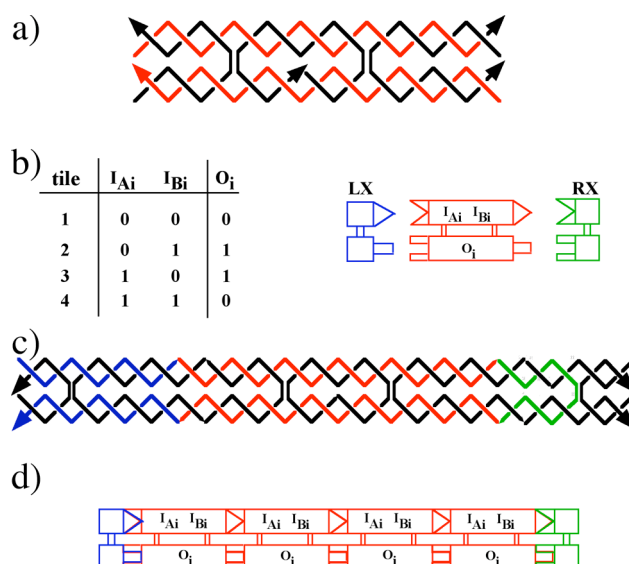 a)
b)
tile I_Ai I_Bi O_i
1 0 0 0
2 0 1 1
3 1 0 1
4 1 1 0
LX RX
I_Ai I_Bi
O_i
c)
d)
I_Ai I_Bi I_Ai I_Bi I_Ai I_Bi I_Ai I_Bi
O_i O_i O_i O_i